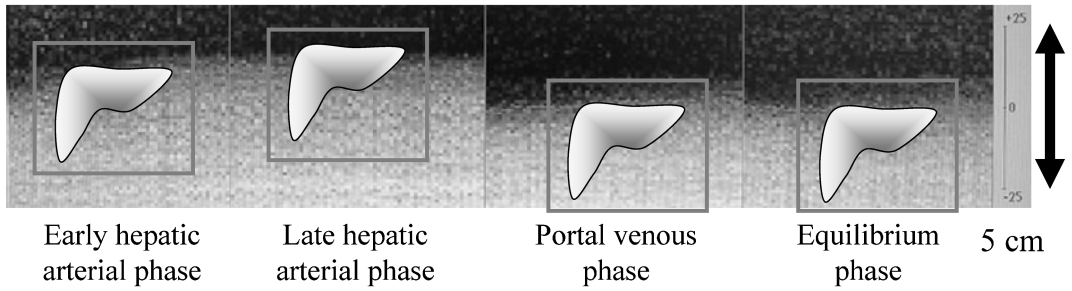 +25
0
-25
Early hepatic
arterial phase
Late hepatic
arterial phase
Portal venous
phase
Equilibrium
phase
5 cm